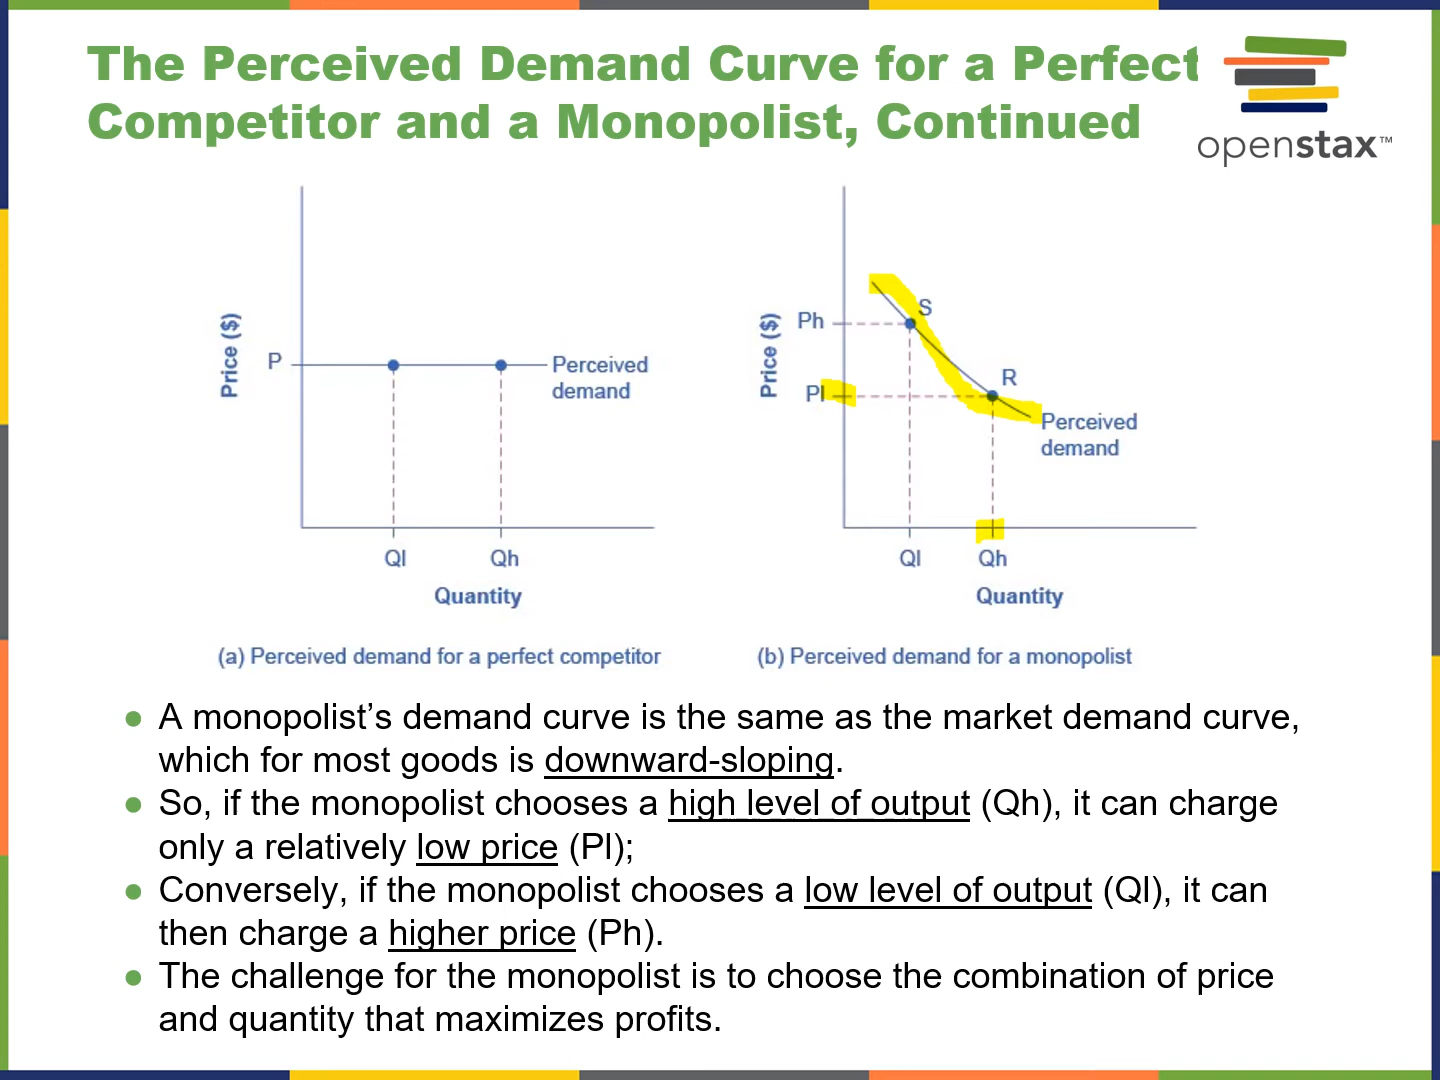 The Perceived Demand Curve for a Perfect
Competitor and a Monopolist, Continued
openstax™
Price ($)
P
Perceived
demand
Ql
Qh
Quantity
(a) Perceived demand for a perfect competitor
Price ($)
Ph
Pl
S
R
Perceived
demand
Ql
Qh
Quantity
(b) Perceived demand for a monopolist
● A monopolist’s demand curve is the same as the market demand curve,
which for most goods is downward-sloping.
● So, if the monopolist chooses a high level of output (Qh), it can charge
only a relatively low price (Pl);
● Conversely, if the monopolist chooses a low level of output (Ql), it can
then charge a higher price (Ph).
● The challenge for the monopolist is to choose the combination of price
and quantity that maximizes profits.